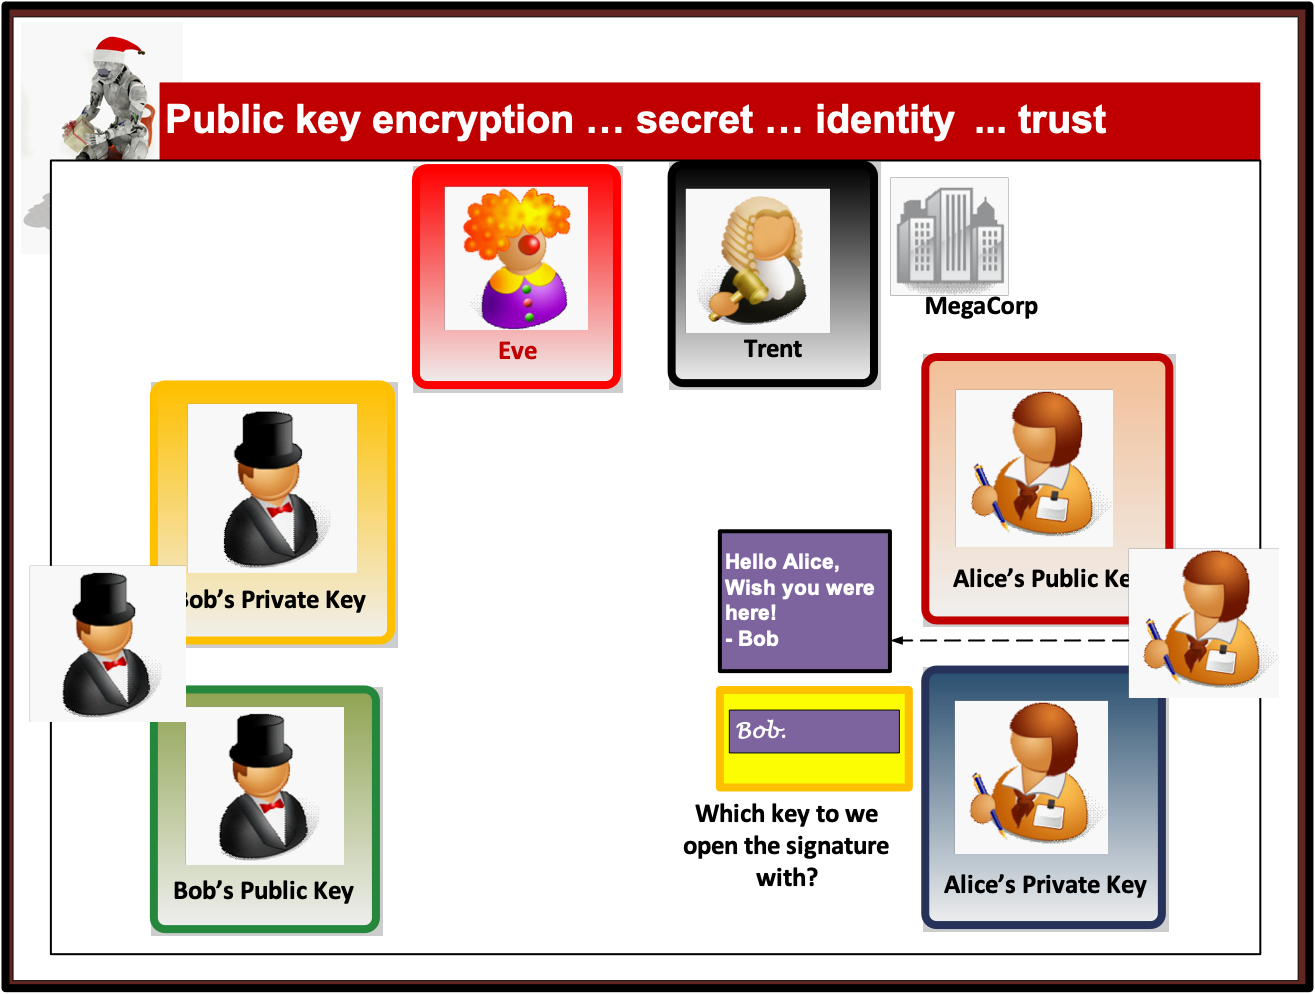 Public key encryption … secret … identity ... trust
Eve
Trent
MegaCorp
Bob's Private Key
Alice's Public Ke
Hello Alice,
Wish you were
here!
- Bob
Bob.
Which key to we
open the signature
with?
Bob's Public Key
Alice's Private Key